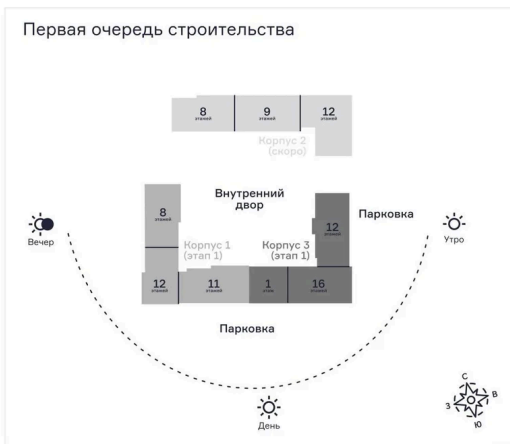 Первая очередь строительства
8
этажей
9
этажей
12
этажей
Корпус 2
(скоро)
Внутренний
двор
8
этажей
Парковка
12
этажей
Вечер
Утро
Корпус 1
(этап 1)
Корпус 3
(этап 1)
12
этажей
11
этажей
1
этаж
16
этажей
Парковка
День
С
В
З
Ю